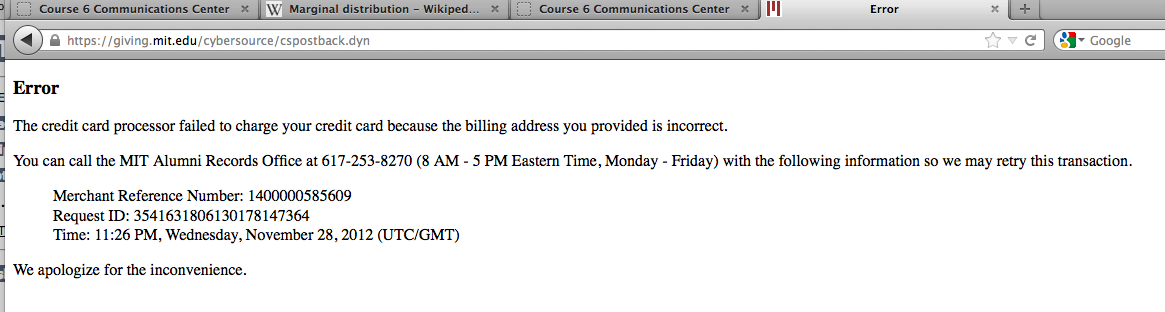 Course 6 Communications Center
Marginal distribution – Wikiped...
Course 6 Communications Center
Error
https://giving.mit.edu/cybersource/cspostback.dyn
Google
Error
The credit card processor failed to charge your credit card because the billing address you provided is incorrect.
You can call the MIT Alumni Records Office at 617-253-8270 (8 AM - 5 PM Eastern Time, Monday - Friday) with the following information so we may retry this transaction.
Merchant Reference Number: 1400000585609
Request ID: 3541631806130178147364
Time: 11:26 PM, Wednesday, November 28, 2012 (UTC/GMT)
We apologize for the inconvenience.